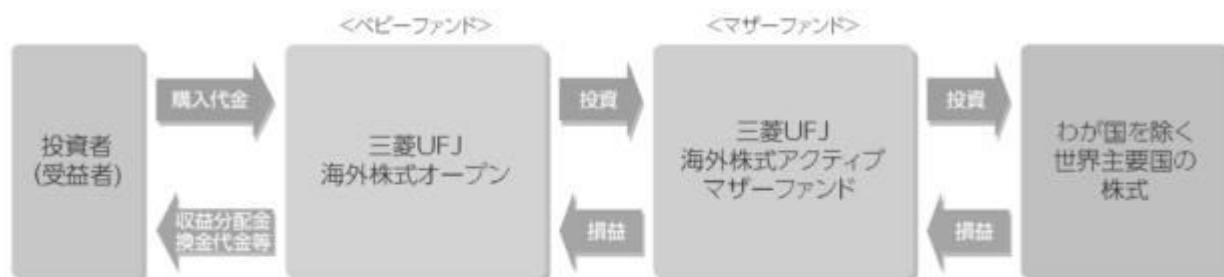 <ベビーファンド>
<マザーファンド>
投資者
(受益者)
購入代金
収益分配金
換金代金等
三菱UFJ
海外株式オープン
投資
損益
三菱UFJ
海外株式アクティブ
マザーファンド
投資
損益
わが国を除く
世界主要国の
株式